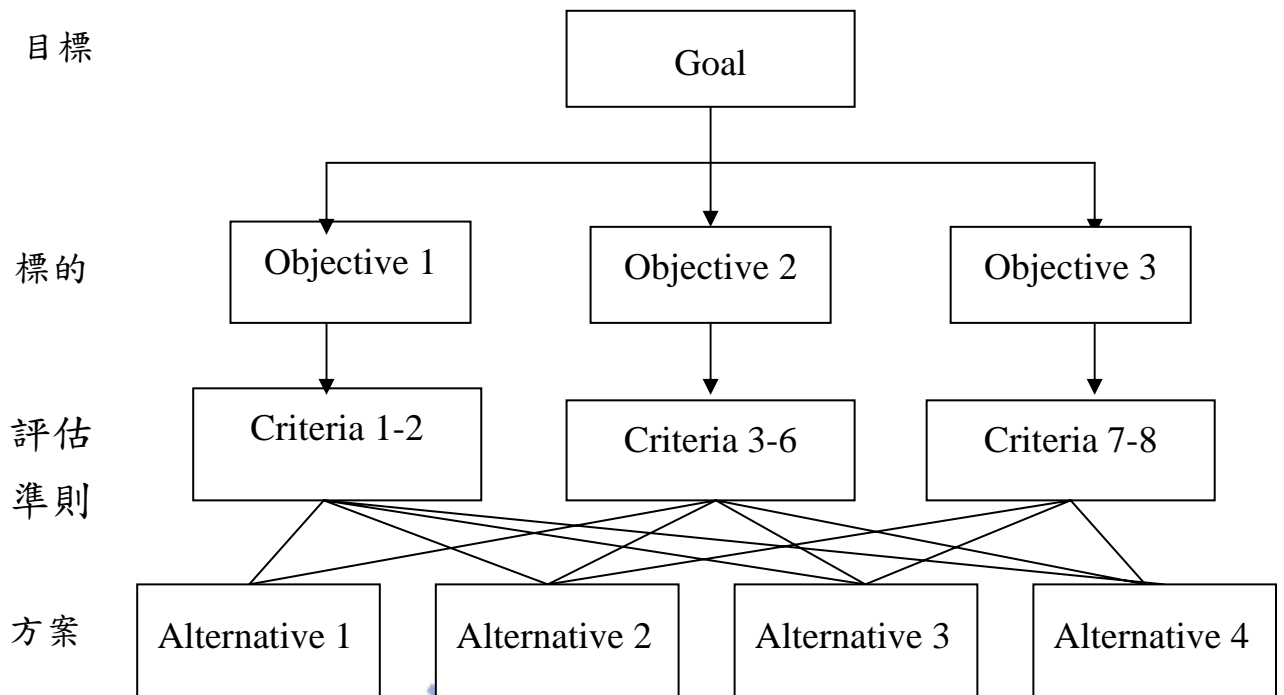 目標
Goal
標的
Objective 1
Objective 2
Objective 3
評估
準則
Criteria 1-2
Criteria 3-6
Criteria 7-8
方案
Alternative 1
Alternative 2
Alternative 3
Alternative 4